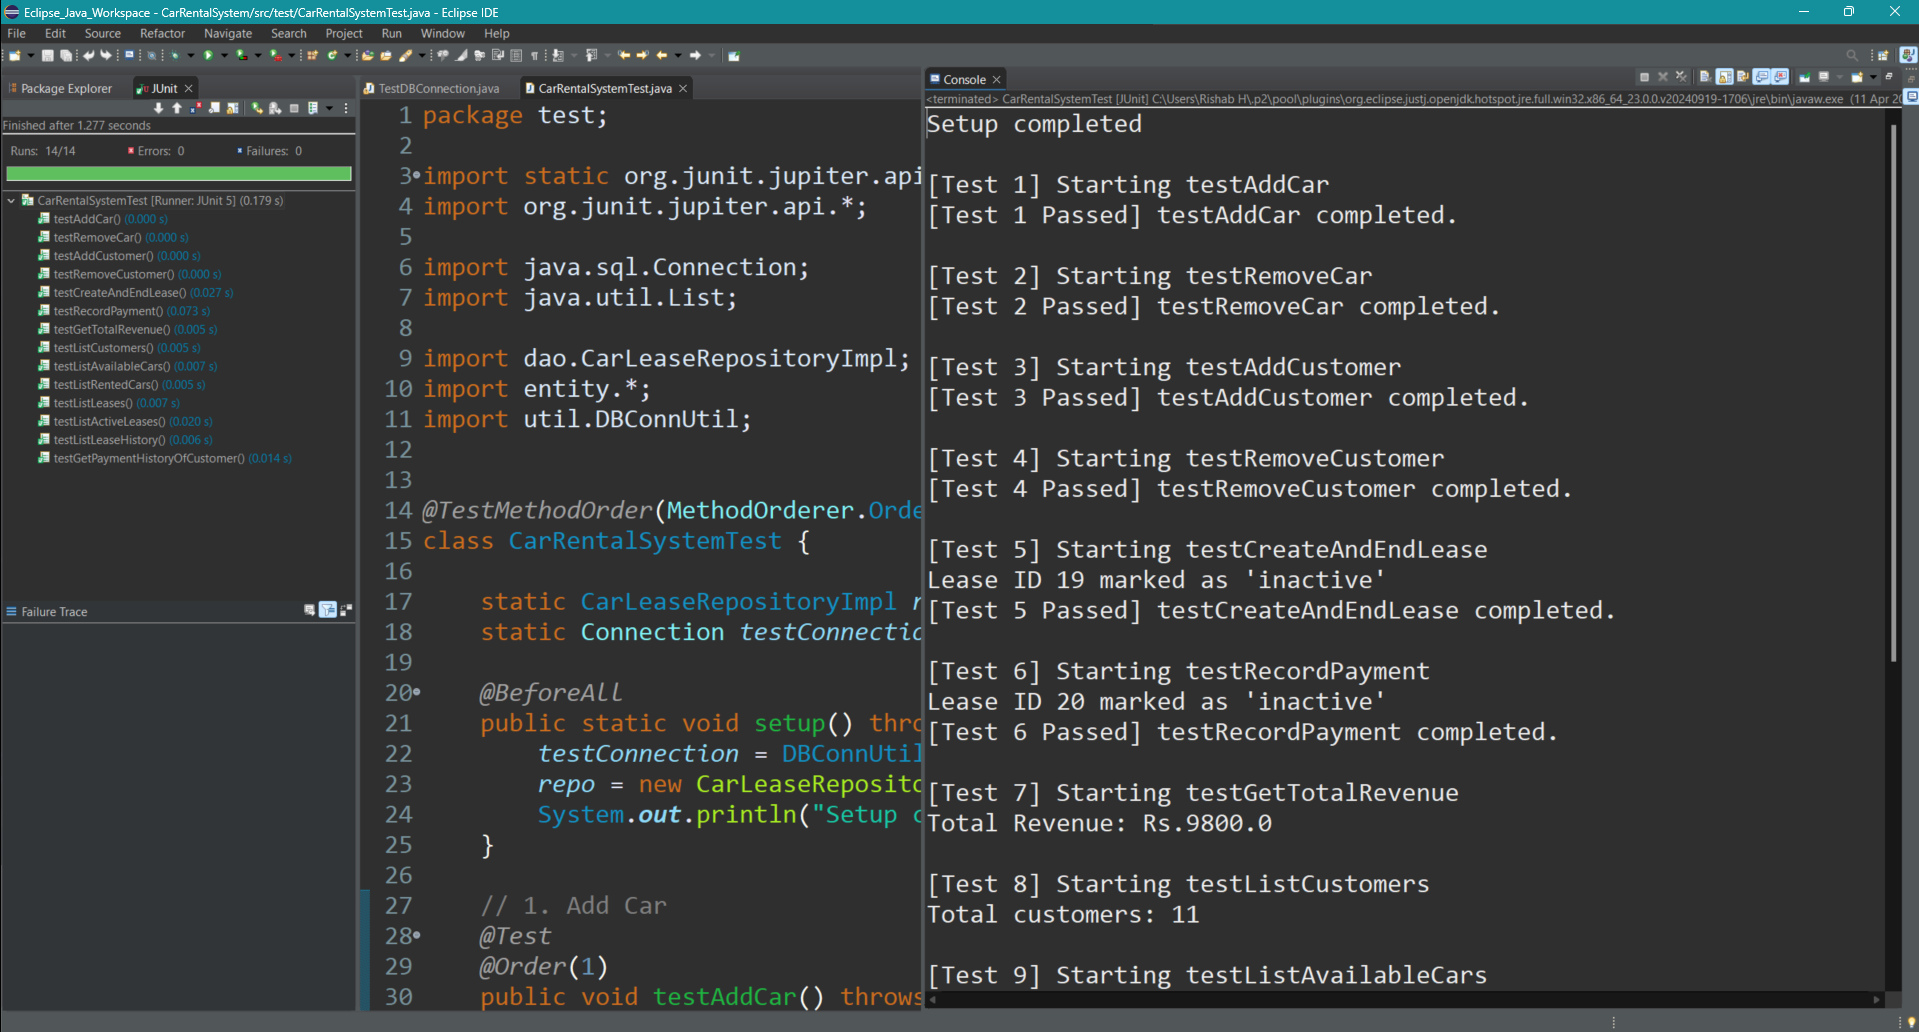 Eclipse_Java_Workspace - CarRentalSystem/src/test/CarRentalSystemTest.java - Eclipse IDE
File Edit Source Refactor Navigate Search Project Run Window Help
Package Explorer
JUnit
Finished after 1.277 seconds
Runs: 14/14 Errors: 0 Failures: 0
CarRentalSystemTest [Runner: JUnit 5] (0.179 s)
testAddCar() (0.000 s)
testRemoveCar() (0.000 s)
testAddCustomer() (0.000 s)
testRemoveCustomer() (0.000 s)
testCreateAndEndLease() (0.027 s)
testRecordPayment() (0.073 s)
testGetTotalRevenue() (0.005 s)
testListCustomers() (0.005 s)
testListAvailableCars() (0.007 s)
testListRentedCars() (0.005 s)
testListLeases() (0.007 s)
testListActiveLeases() (0.020 s)
testListLeaseHistory() (0.006 s)
testGetPaymentHistoryOfCustomer() (0.014 s)
Failure Trace
TestDBConnection.java
CarRentalSystemTest.java
1 package test;
2
3 import static org.junit.jupiter.api
4 import org.junit.jupiter.api.*;
5
6 import java.sql.Connection;
7 import java.util.List;
8
9 import dao.CarLeaseRepositoryImpl;
10 import entity.*;
11 import util.DBConnUtil;
12
13
14 @TestMethodOrder(MethodOrderer.Orde
15 class CarRentalSystemTest {
16
17 static CarLeaseRepositoryImpl r
18 static Connection testConnectio
19
20 @BeforeAll
21 public static void setup() thro
22 testConnection = DBConnUtil
23 repo = new CarLeaseReposito
24 System.out.println("Setup c
25 }
26
27 // 1. Add Car
28 @Test
29 @Order(1)
30 public void testAddCar() throws
Console
<terminated> CarRentalSystemTest [JUnit] C:\Users\Rishab H\.p2\pool\plugins\org.eclipse.justj.openjdk.hotspot.jre.full.win32.x86_64_23.0.0.v20240919-1706\jre\bin\javaw.exe (11 Apr 20
Setup completed
[Test 1] Starting testAddCar
[Test 1 Passed] testAddCar completed.
[Test 2] Starting testRemoveCar
[Test 2 Passed] testRemoveCar completed.
[Test 3] Starting testAddCustomer
[Test 3 Passed] testAddCustomer completed.
[Test 4] Starting testRemoveCustomer
[Test 4 Passed] testRemoveCustomer completed.
[Test 5] Starting testCreateAndEndLease
Lease ID 19 marked as 'inactive'
[Test 5 Passed] testCreateAndEndLease completed.
[Test 6] Starting testRecordPayment
Lease ID 20 marked as 'inactive'
[Test 6 Passed] testRecordPayment completed.
[Test 7] Starting testGetTotalRevenue
Total Revenue: Rs.9800.0
[Test 8] Starting testListCustomers
Total customers: 11
[Test 9] Starting testListAvailableCars